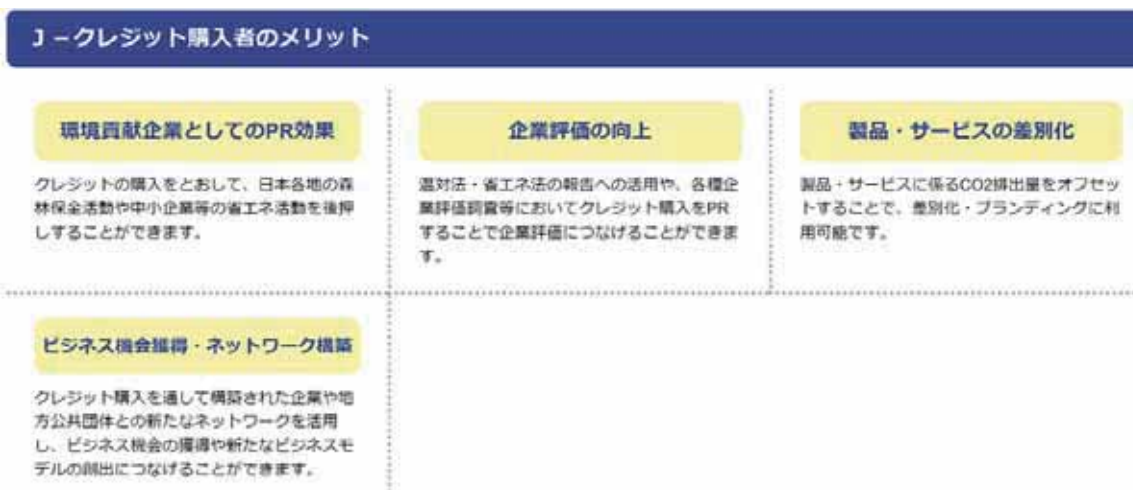 J－クレジット購入者のメリット
環境貢献企業としてのPR効果
クレジットの購入をとおして、日本各地の森
林保全活動や中小企業等の省エネ活動を後押
しすることができます。
企業評価の向上
温対法・省エネ法の報告への活用や、各種企
業評価調査等においてクレジット購入をPR
することで企業評価につなげることができま
す。
製品・サービスの差別化
製品・サービスに係るCO2排出量をオフセッ
トすることで、差別化・ブランディングに利
用可能です。
ビジネス機会獲得・ネットワーク構築
クレジット購入を通して構築された企業や地
方公共団体との新たなネットワークを活用
し、ビジネス機会の獲得や新たなビジネスモ
デルの創出につなげることができます。